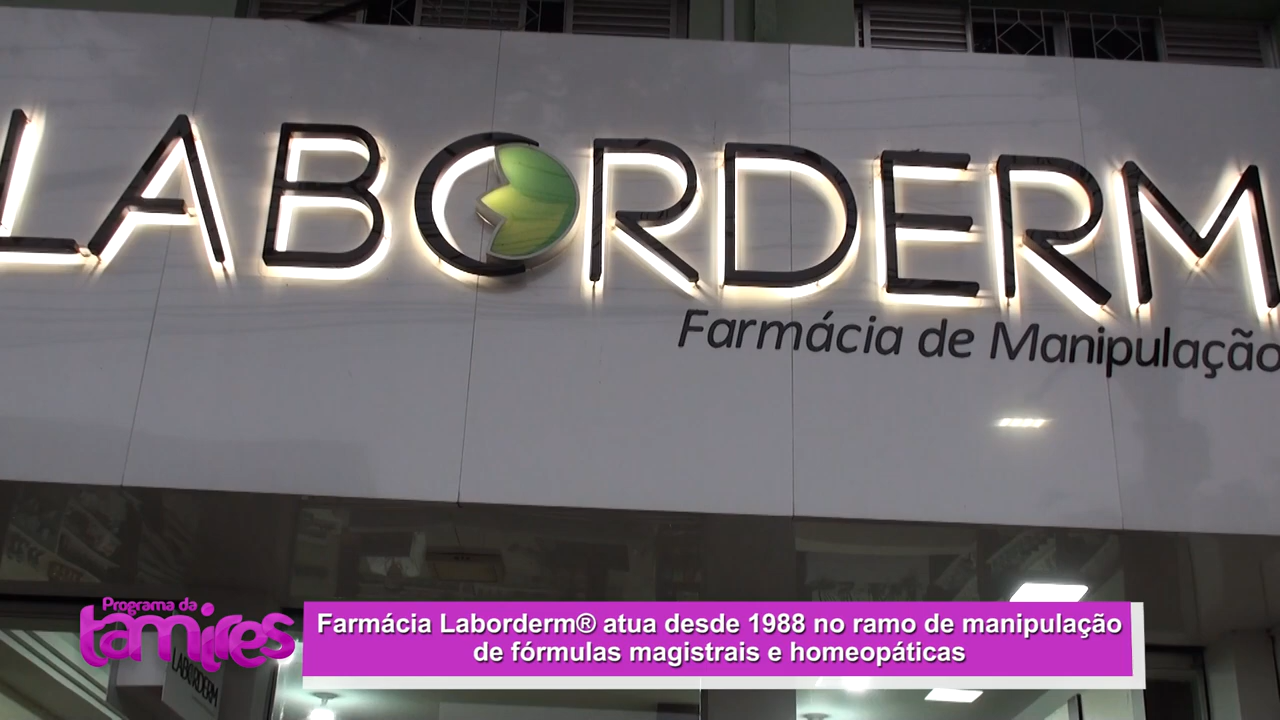 LABORDERM
Farmácia de Manipulação
Programa da
tamires
Farmácia Laborderm® atua desde 1988 no ramo de manipulação
de fórmulas magistrais e homeopáticas
LABORDERM